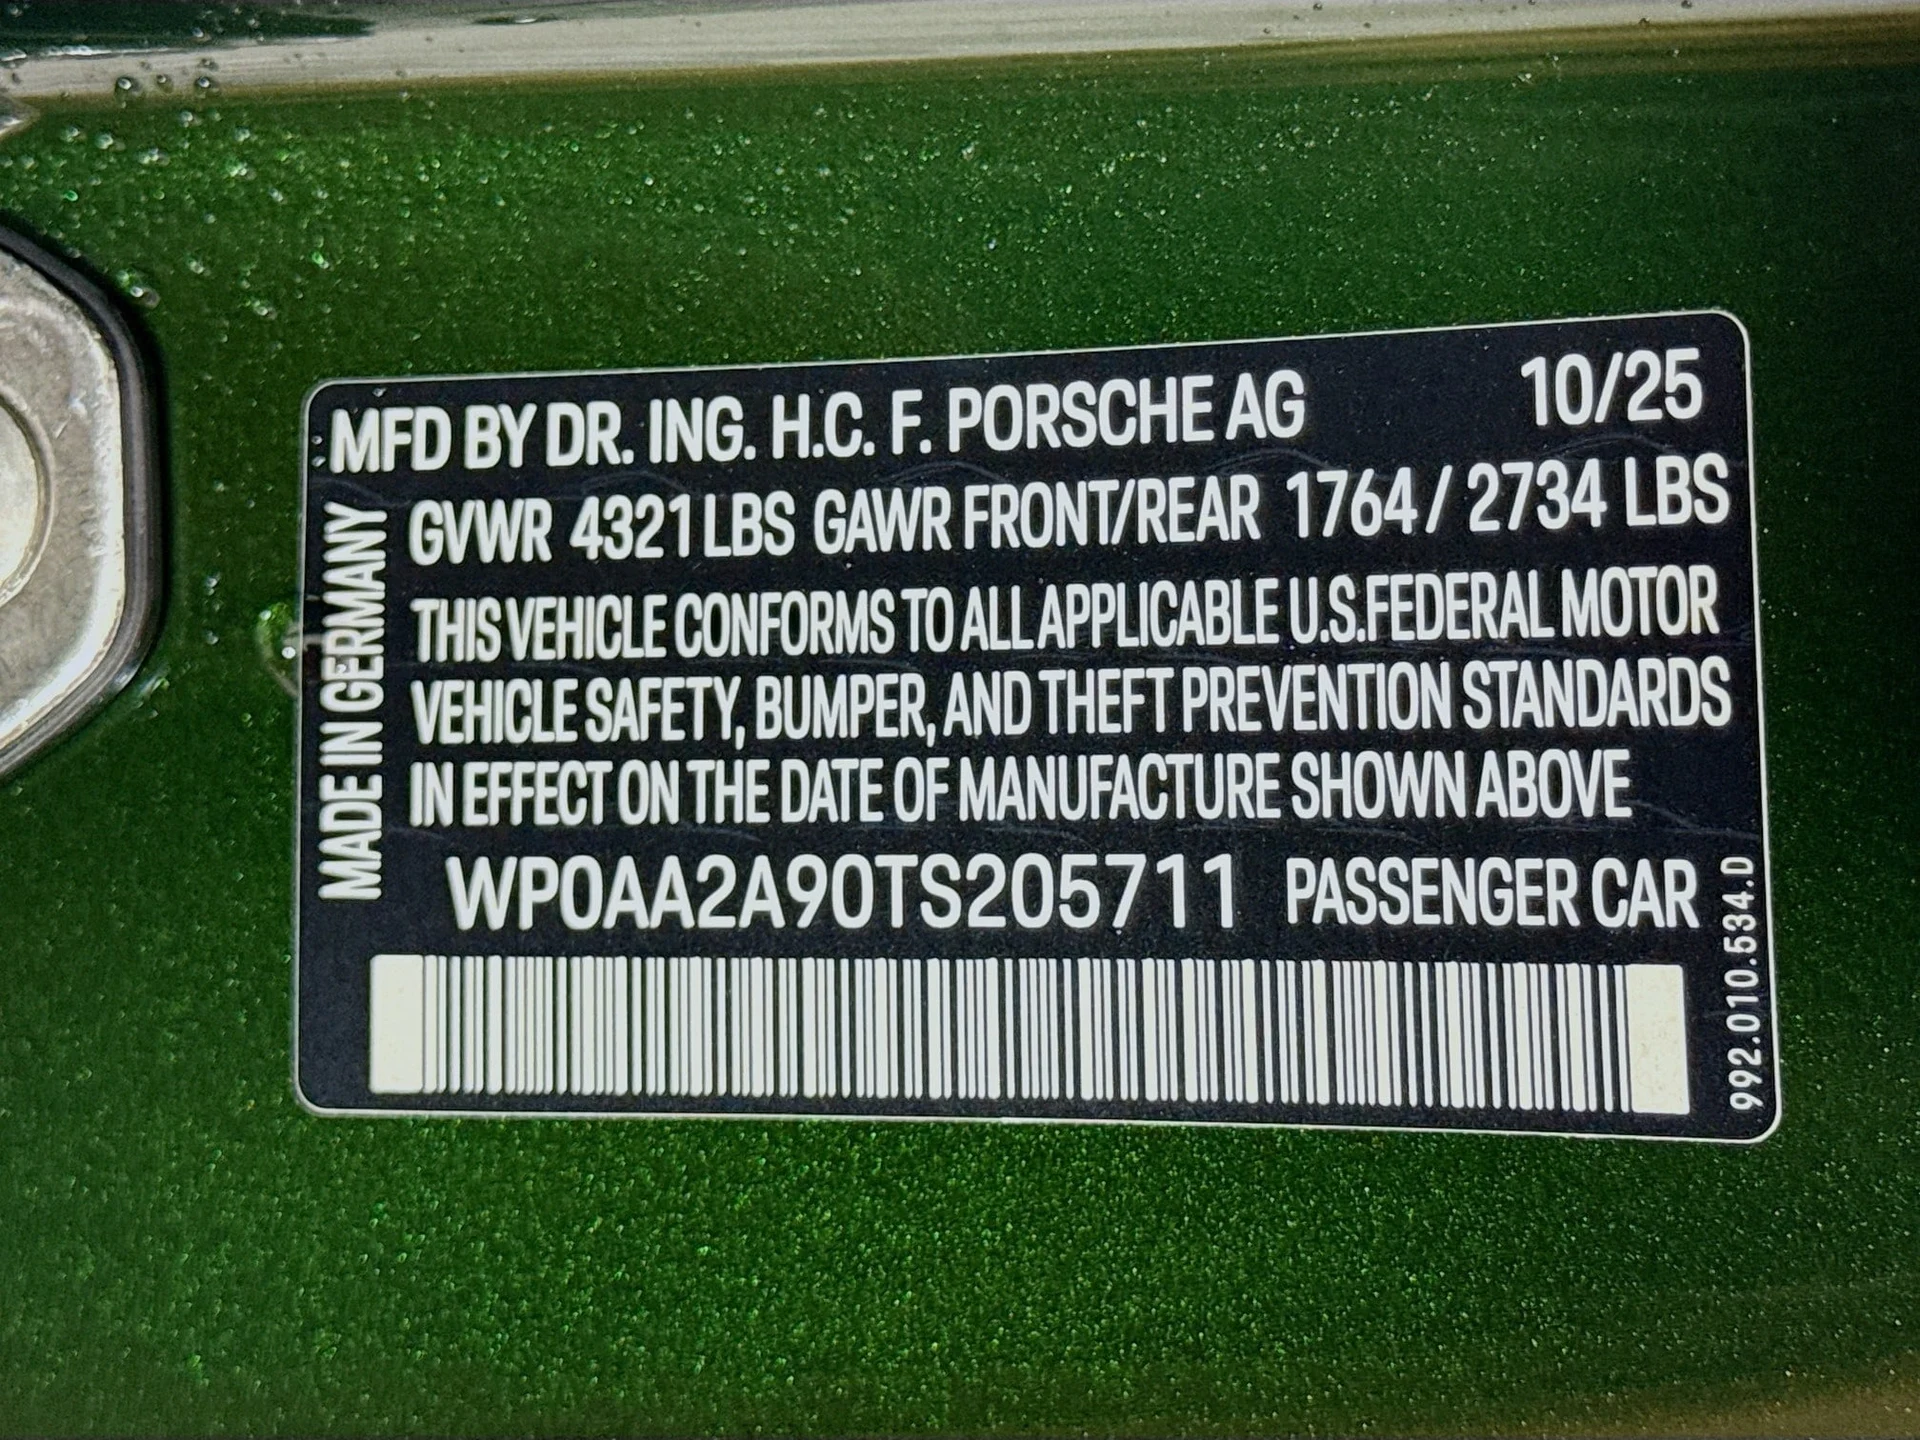 MFD BY DR. ING. H.C. F. PORSCHE AG 10/25
GVWR 4321 LBS GAWR FRONT/REAR 1764 / 2734 LBS
THIS VEHICLE CONFORMS TO ALL APPLICABLE U.S.FEDERAL MOTOR
VEHICLE SAFETY, BUMPER, AND THEFT PREVENTION STANDARDS
IN EFFECT ON THE DATE OF MANUFACTURE SHOWN ABOVE
WP0AA2A90TS205711 PASSENGER CAR
MADE IN GERMANY
992.010.534.D